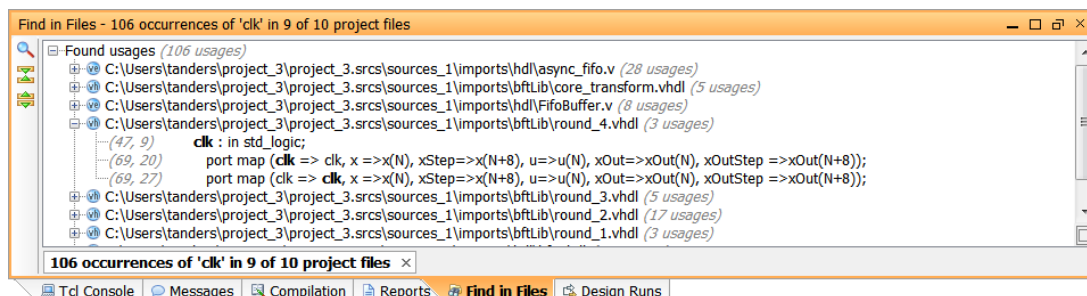 Find in Files - 106 occurrences of 'clk' in 9 of 10 project files
Found usages (106 usages)
C:\Users\tanders\project_3\project_3.srcs\sources_1\imports\hdl\async_fifo.v (28 usages)
C:\Users\tanders\project_3\project_3.srcs\sources_1\imports\bftLib\core_transform.vhdl (5 usages)
C:\Users\tanders\project_3\project_3.srcs\sources_1\imports\hdl\FifoBuffer.v (8 usages)
C:\Users\tanders\project_3\project_3.srcs\sources_1\imports\bftLib\round_4.vhdl (3 usages)
(47, 9) clk : in std_logic;
(69, 20) port map (clk => clk, x =>x(N), xStep=>x(N+8), u=>u(N), xOut=>xOut(N), xOutStep =>xOut(N+8));
(69, 27) port map (clk => clk, x =>x(N), xStep=>x(N+8), u=>u(N), xOut=>xOut(N), xOutStep =>xOut(N+8));
C:\Users\tanders\project_3\project_3.srcs\sources_1\imports\bftLib\round_3.vhdl (5 usages)
C:\Users\tanders\project_3\project_3.srcs\sources_1\imports\bftLib\round_2.vhdl (17 usages)
C:\Users\tanders\project_3\project_3.srcs\sources_1\imports\bftLib\round_1.vhdl (3 usages)
106 occurrences of 'clk' in 9 of 10 project files
Tcl Console Messages Compilation Reports Find in Files Design Runs